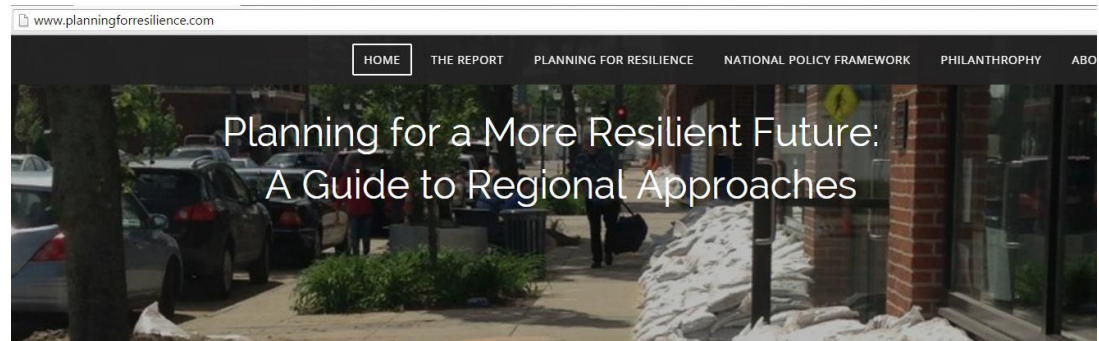 www.planningforresilience.com
HOME THE REPORT PLANNING FOR RESILIENCE NATIONAL POLICY FRAMEWORK PHILANTHROPHY ABO
Planning for a More Resilient Future:
A Guide to Regional Approaches